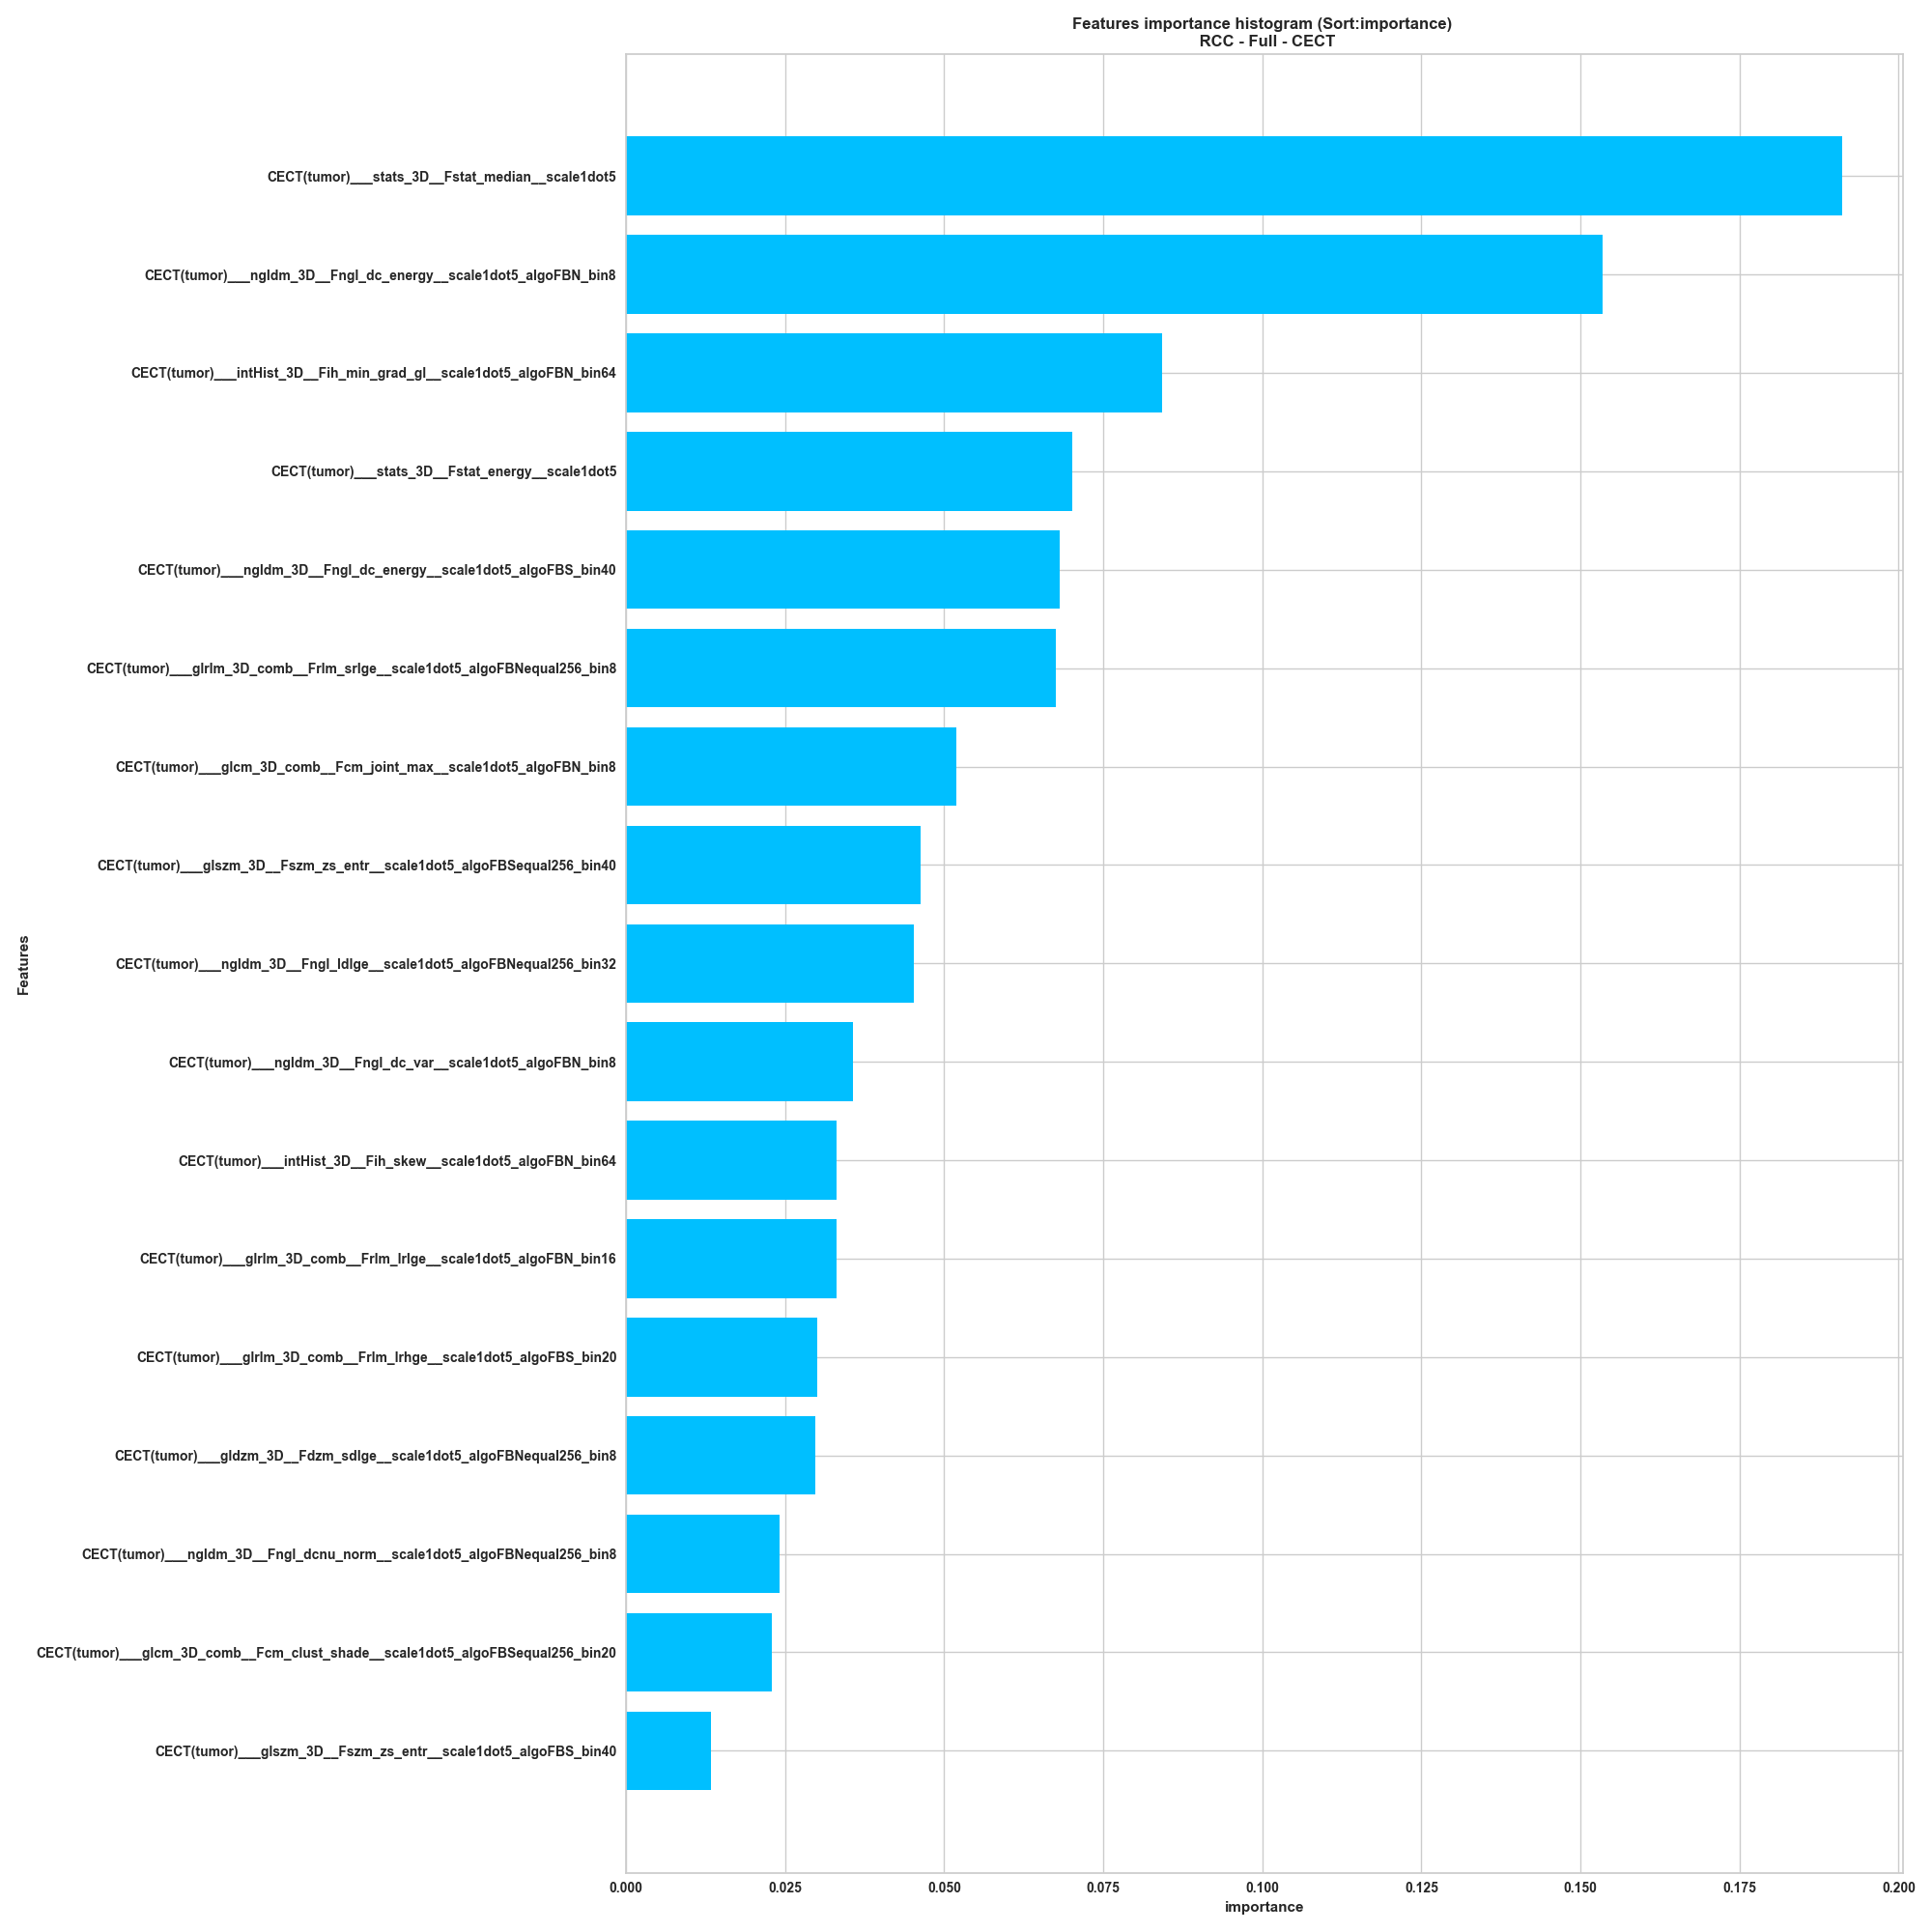 Features importance histogram (Sort:importance)
RCC - Full - CECT
CECT(tumor)___stats_3D__Fstat_median__scale1dot5
CECT(tumor)___ngldm_3D__Fngl_dc_energy__scale1dot5_algoFBN_bin8
CECT(tumor)___intHist_3D__Fih_min_grad_gl__scale1dot5_algoFBN_bin64
CECT(tumor)___stats_3D__Fstat_energy__scale1dot5
CECT(tumor)___ngldm_3D__Fngl_dc_energy__scale1dot5_algoFBS_bin40
CECT(tumor)___glrlm_3D_comb__Frlm_srlge__scale1dot5_algoFBNequal256_bin8
CECT(tumor)___glcm_3D_comb__Fcm_joint_max__scale1dot5_algoFBN_bin8
CECT(tumor)___glszm_3D__Fszm_zs_entr__scale1dot5_algoFBSequal256_bin40
CECT(tumor)___ngldm_3D__Fngl_ldlge__scale1dot5_algoFBNequal256_bin32
CECT(tumor)___ngldm_3D__Fngl_dc_var__scale1dot5_algoFBN_bin8
CECT(tumor)___intHist_3D__Fih_skew__scale1dot5_algoFBN_bin64
CECT(tumor)___glrlm_3D_comb__Frlm_lrlge__scale1dot5_algoFBN_bin16
CECT(tumor)___glrlm_3D_comb__Frlm_lrhge__scale1dot5_algoFBS_bin20
CECT(tumor)___gldzm_3D__Fdzm_sdlge__scale1dot5_algoFBNequal256_bin8
CECT(tumor)___ngldm_3D__Fngl_dcnu_norm__scale1dot5_algoFBNequal256_bin8
CECT(tumor)___glcm_3D_comb__Fcm_clust_shade__scale1dot5_algoFBSequal256_bin20
CECT(tumor)___glszm_3D__Fszm_zs_entr__scale1dot5_algoFBS_bin40
Features
0.000 0.025 0.050 0.075 0.100 0.125 0.150 0.175 0.200
importance